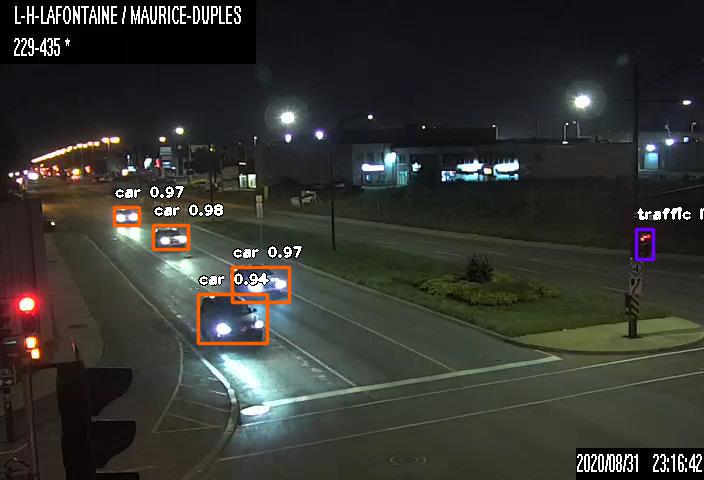 L-H-LAFONTAINE / MAURICE-DUPLES
229-435 *
car 0.97
car 0.98
car 0.97
car 0.94
traffic
2020/08/31 23:16:42